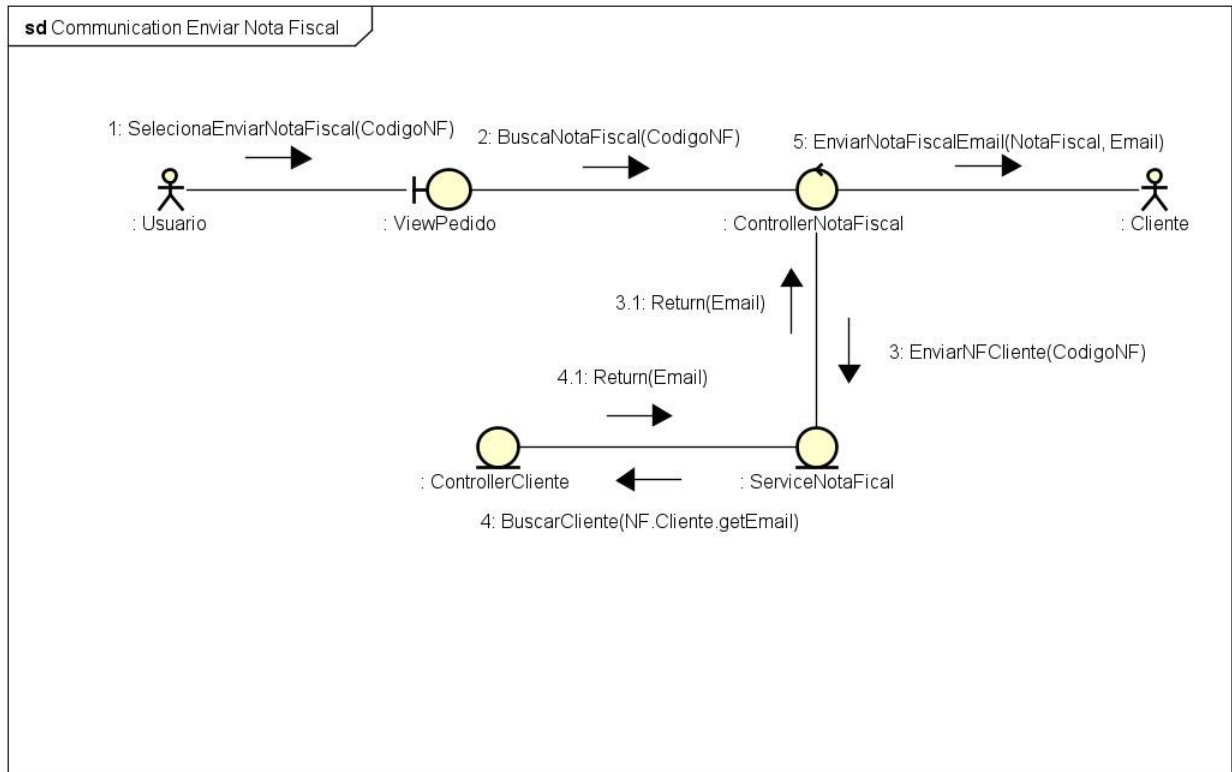 sd Communication Enviar Nota Fiscal
1: SelecionaEnviarNotaFiscal(CodigoNF)
2: BuscaNotaFiscal(CodigoNF)
5: EnviarNotaFiscalEmail(NotaFiscal, Email)
: Usuario
: ViewPedido
: ControllerNotaFiscal
: Cliente
3.1: Return(Email)
3: EnviarNFCliente(CodigoNF)
4.1: Return(Email)
: ControllerCliente
: ServiceNotaFical
4: BuscarCliente(NF.Cliente.getEmail)